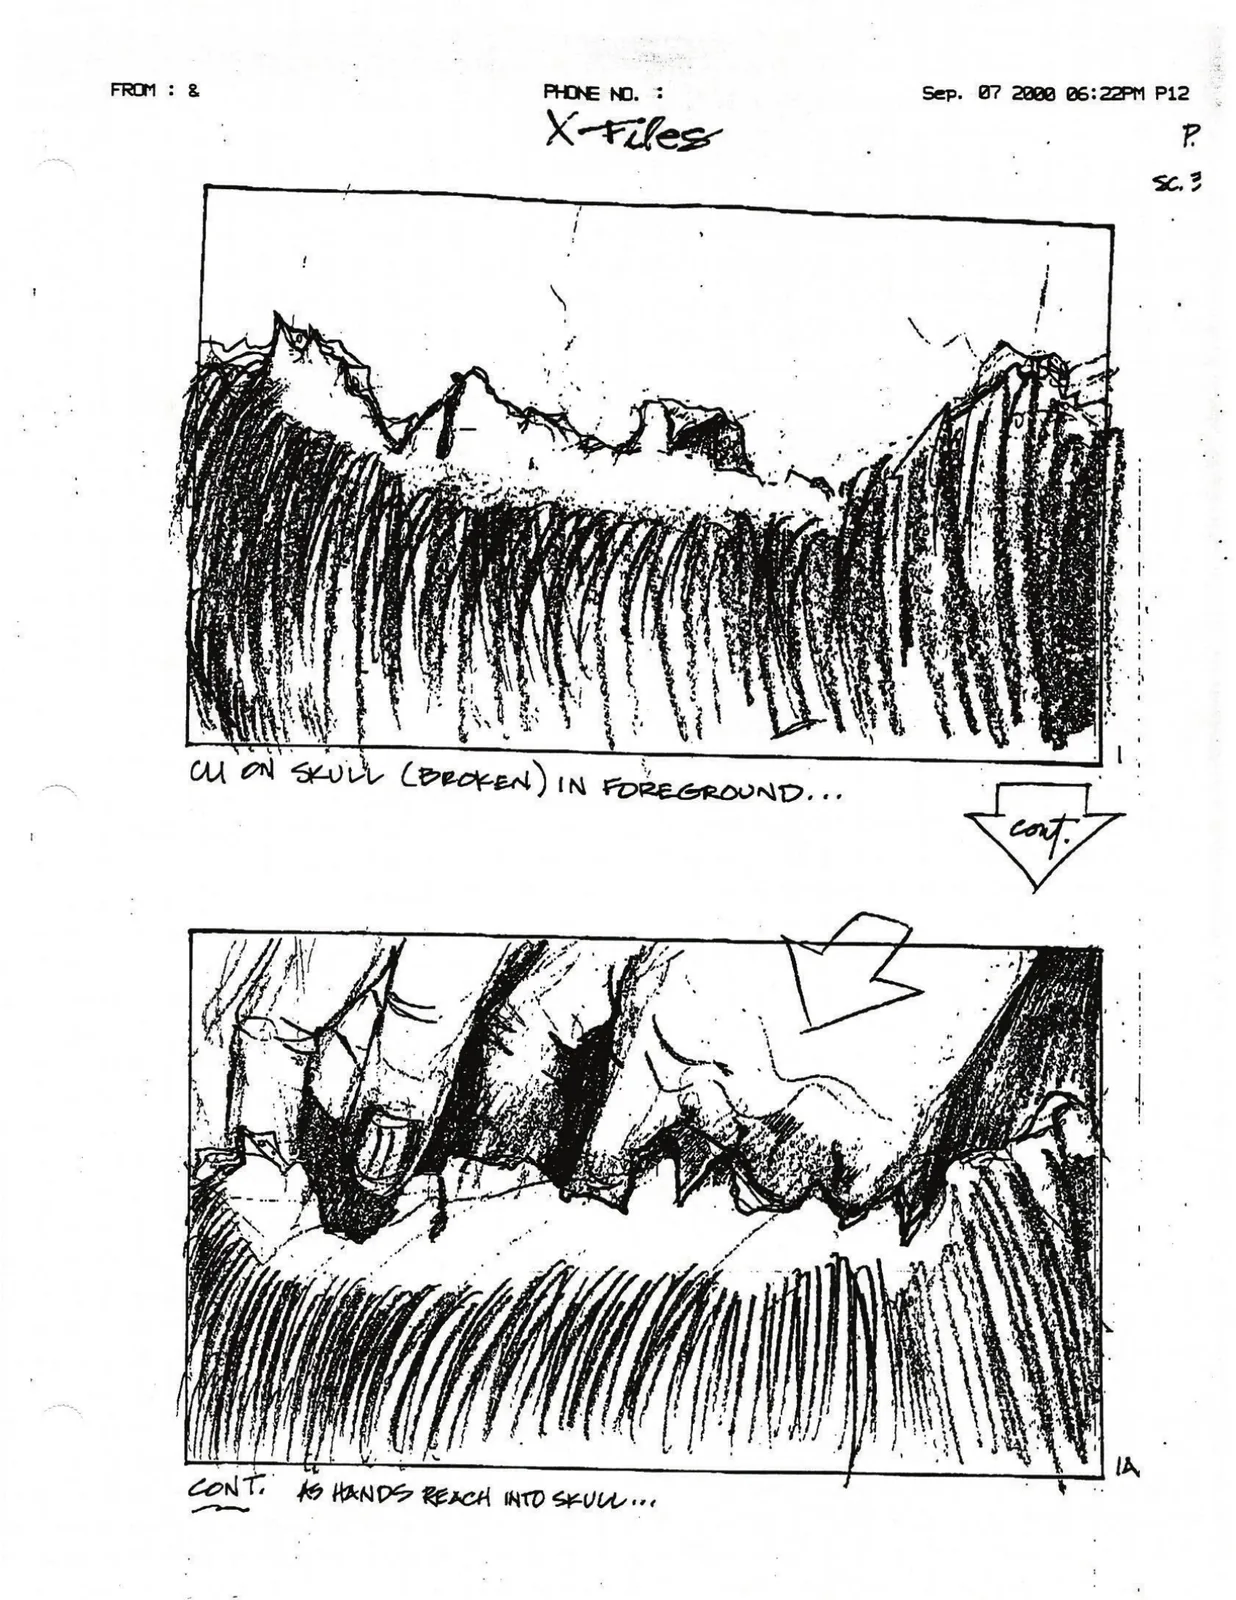 FROM : &
PHONE NO. :
Sep. 07 2000 06:22PM P12
X-Files
P.
SC. 3
1
CU ON SKULL (BROKEN) IN FOREGROUND...
cont.
1A
CONT. AS HANDS REACH INTO SKULL...